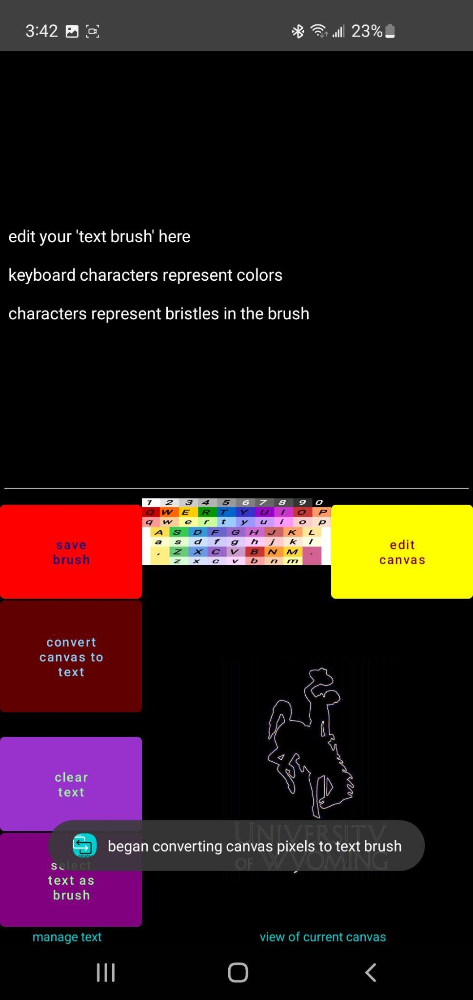 3:42
23%
edit your 'text brush' here
keyboard characters represent colors
characters represent bristles in the brush
1 2 3 4 5 6 7 8 9 0
Q W E R T Y U I O P
q w e r t y u i o p
A S D F G H J K L
a s d f g h j k l
, Z X C V B N M .
z x c v b n m
save
brush
edit
canvas
convert
canvas to
text
clear
text
UNIVERSITY
OF WYOMING
began converting canvas pixels to text brush
select
text as
brush
manage text
view of current canvas